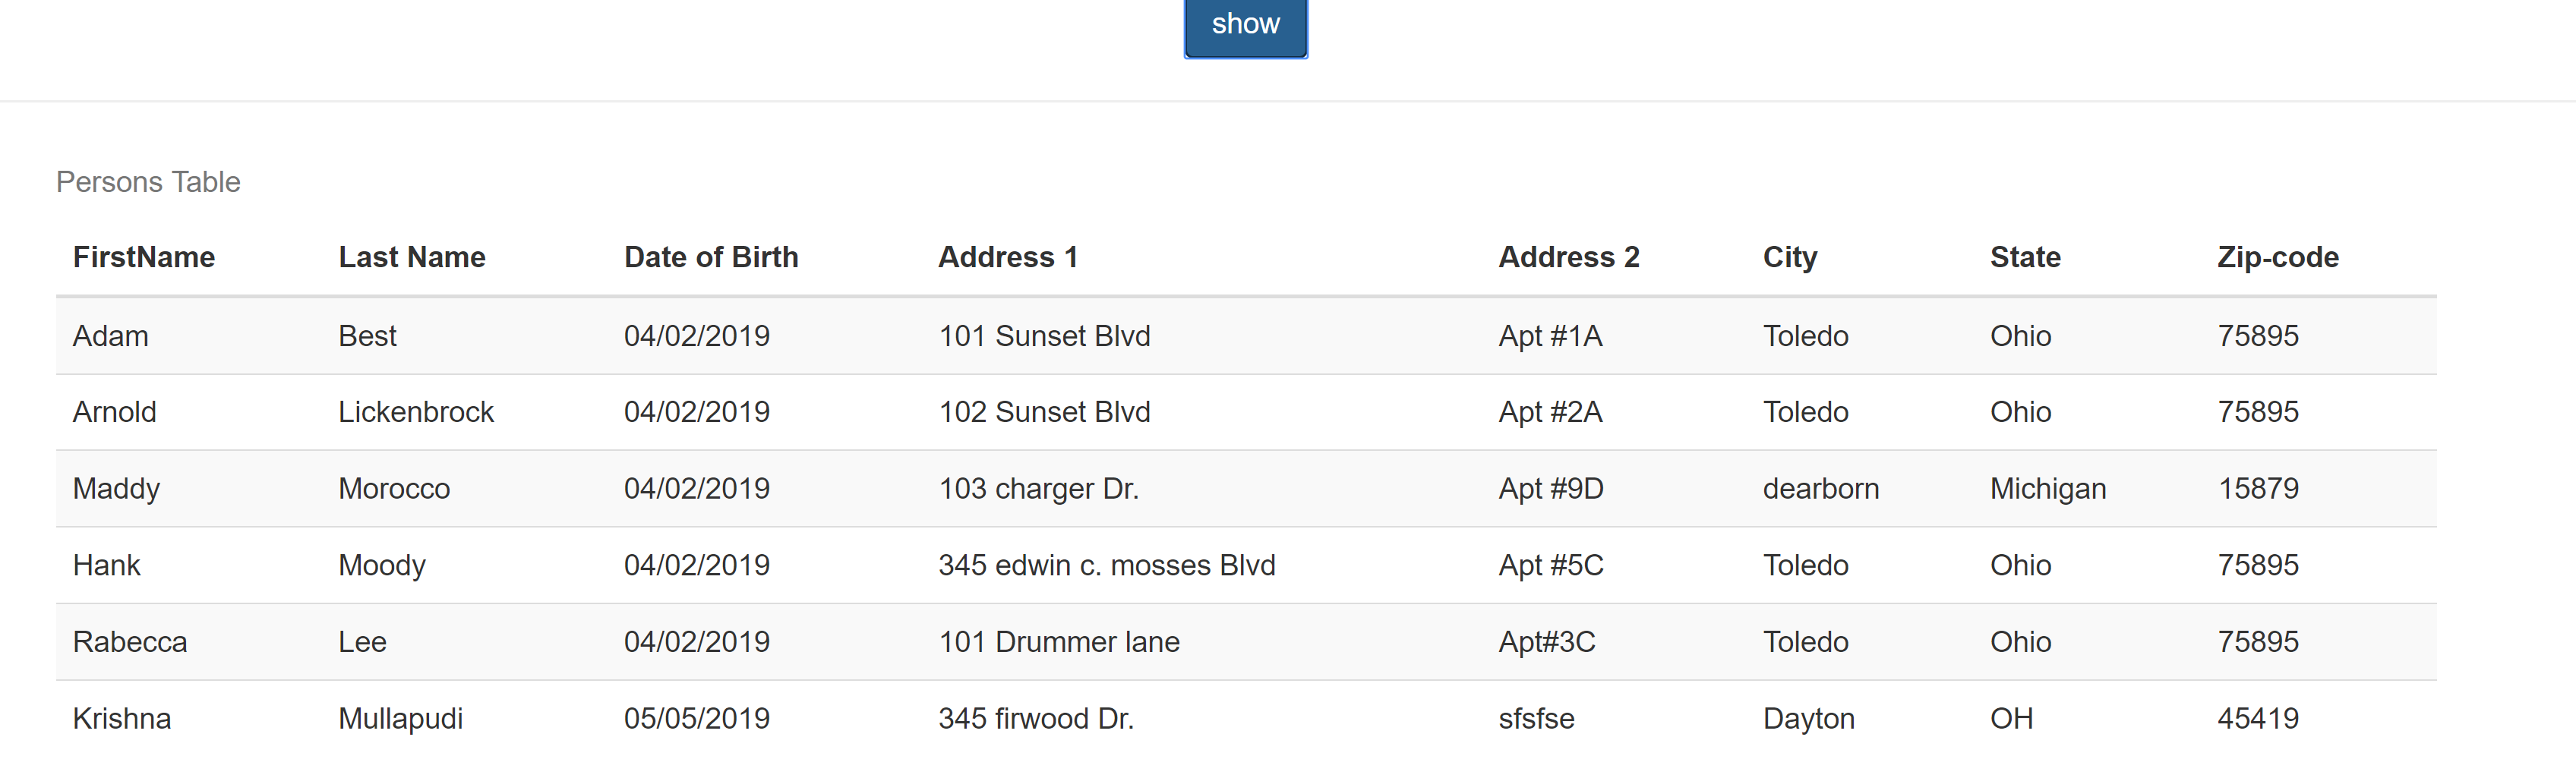 show
Persons Table
FirstName Last Name Date of Birth Address 1 Address 2 City State Zip-code
Adam Best 04/02/2019 101 Sunset Blvd Apt #1A Toledo Ohio 75895
Arnold Lickenbrock 04/02/2019 102 Sunset Blvd Apt #2A Toledo Ohio 75895
Maddy Morocco 04/02/2019 103 charger Dr. Apt #9D dearborn Michigan 15879
Hank Moody 04/02/2019 345 edwin c. mosses Blvd Apt #5C Toledo Ohio 75895
Rabecca Lee 04/02/2019 101 Drummer lane Apt#3C Toledo Ohio 75895
Krishna Mullapudi 05/05/2019 345 firwood Dr. sfsfse Dayton OH 45419